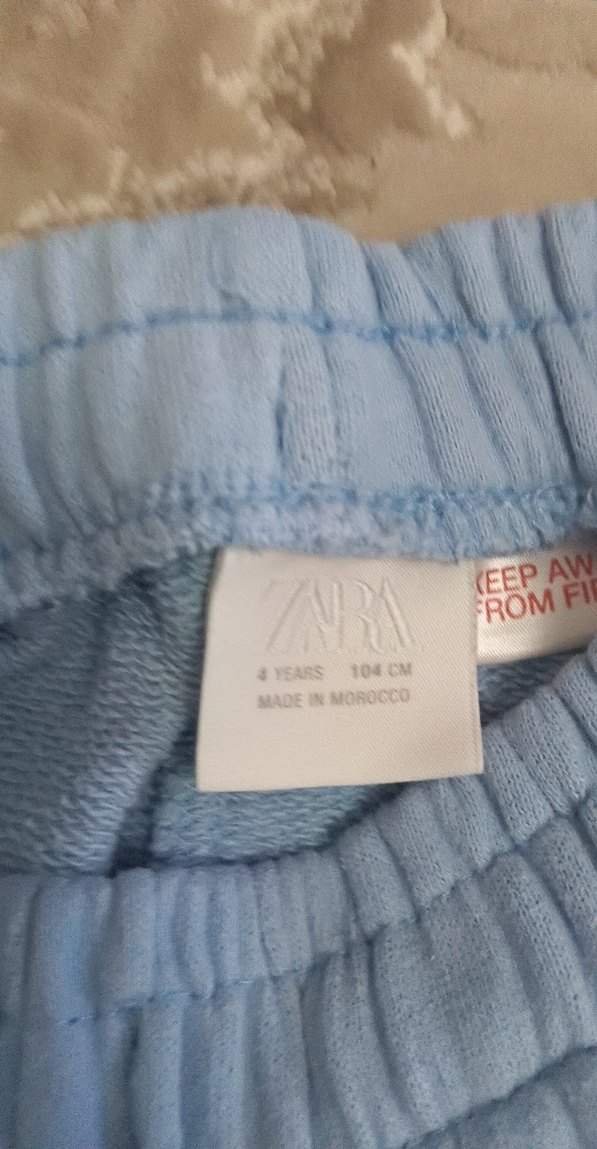 ZARA
4 YEARS 104 CM
MADE IN MOROCCO
KEEP AW
FROM FI